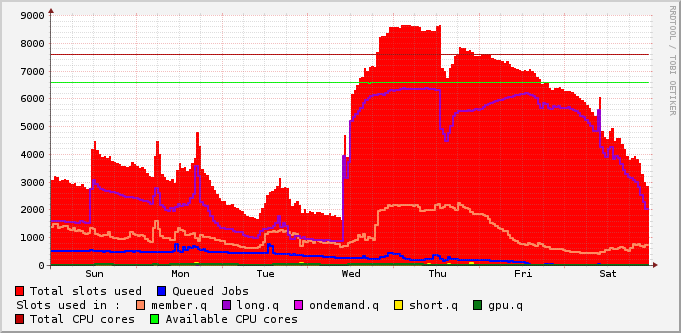 9000
8000
7000
6000
5000
4000
3000
2000
1000
0
Sun Mon Tue Wed Thu Fri Sat
RRDTOOL / TOBI OETIKER
Total slots used Queued Jobs
Slots used in : member.q long.q ondemand.q short.q gpu.q
Total CPU cores Available CPU cores